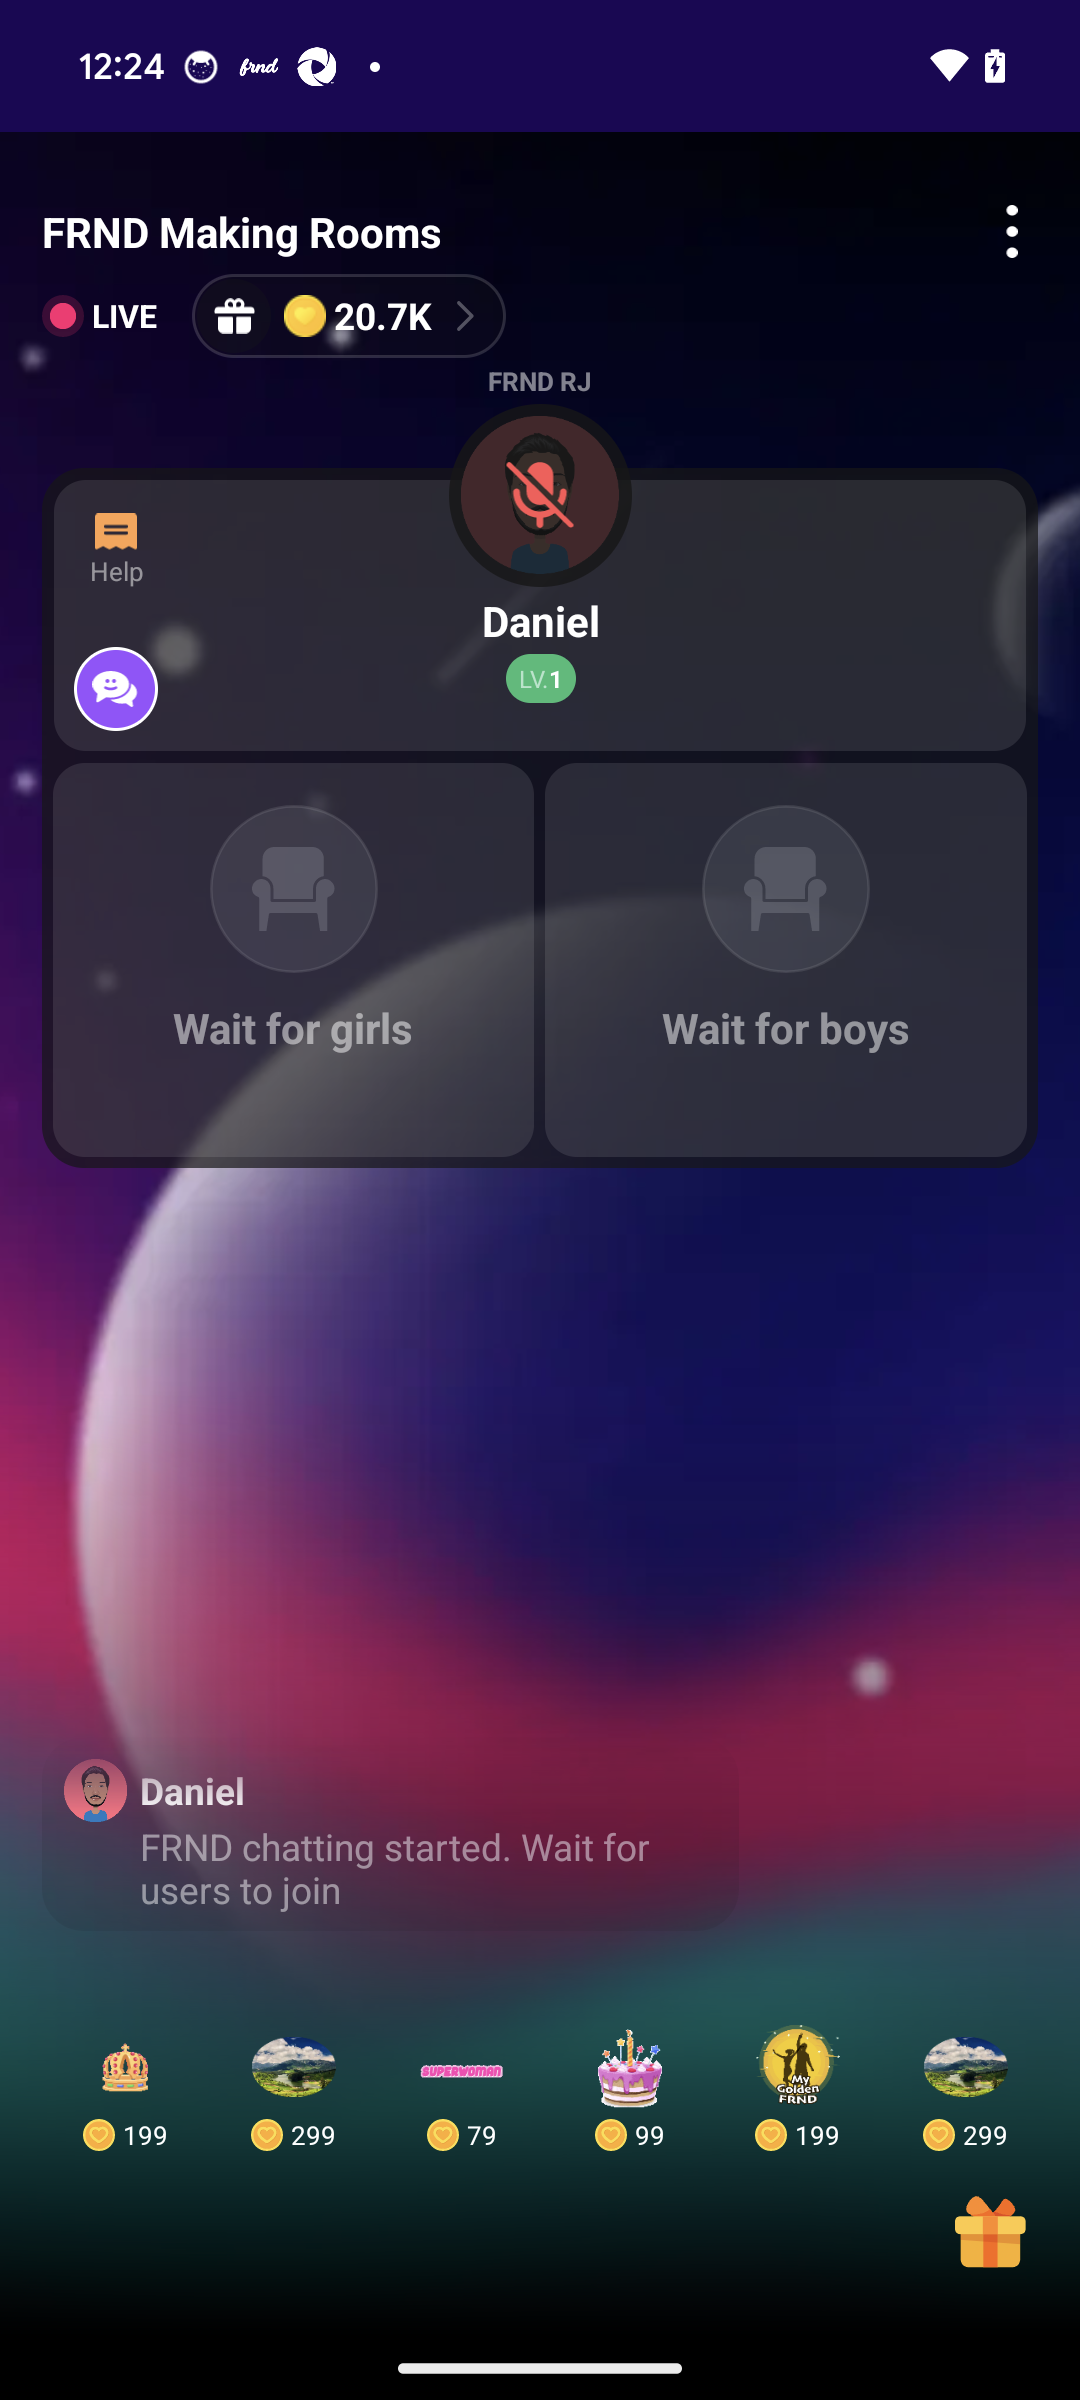 12:24 frnd
FRND Making Rooms
LIVE 20.7K
FRND RJ
Help
Daniel
LV.1
Wait for girls
Wait for boys
Daniel
FRND chatting started. Wait for
users to join
SUPERWOMAN
My
Golden
FRND
199 299 79 99 199 299